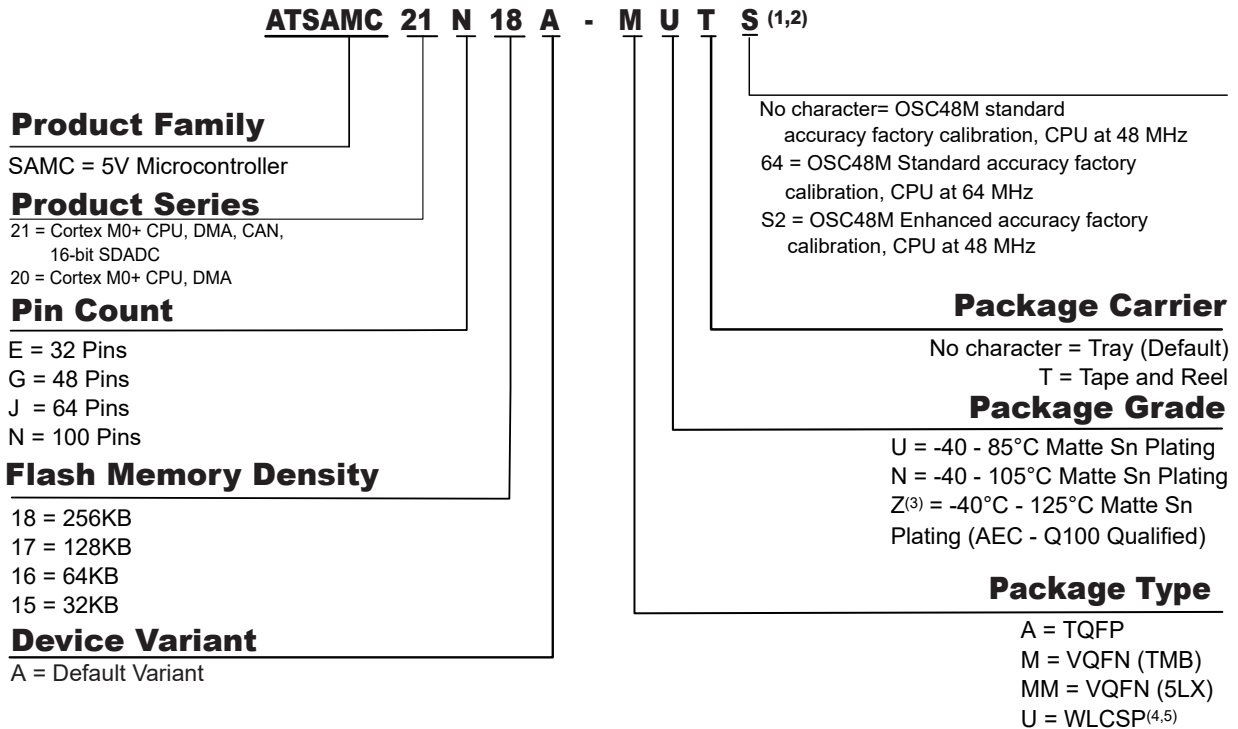 ATSAMC 21 N 18 A - M U T S (1,2)
Product Family
SAMC = 5V Microcontroller
Product Series
21 = Cortex M0+ CPU, DMA, CAN,
16-bit SDADC
20 = Cortex M0+ CPU, DMA
Pin Count
E = 32 Pins
G = 48 Pins
J = 64 Pins
N = 100 Pins
Flash Memory Density
18 = 256KB
17 = 128KB
16 = 64KB
15 = 32KB
Device Variant
A = Default Variant
No character= OSC48M standard
accuracy factory calibration, CPU at 48 MHz
64 = OSC48M Standard accuracy factory
calibration, CPU at 64 MHz
S2 = OSC48M Enhanced accuracy factory
calibration, CPU at 48 MHz
Package Carrier
No character = Tray (Default)
T = Tape and Reel
Package Grade
U = -40 - 85°C Matte Sn Plating
N = -40 - 105°C Matte Sn Plating
Z(3) = -40°C - 125°C Matte Sn
Plating (AEC - Q100 Qualified)
Package Type
A = TQFP
M = VQFN (TMB)
MM = VQFN (5LX)
U = WLCSP(4,5)